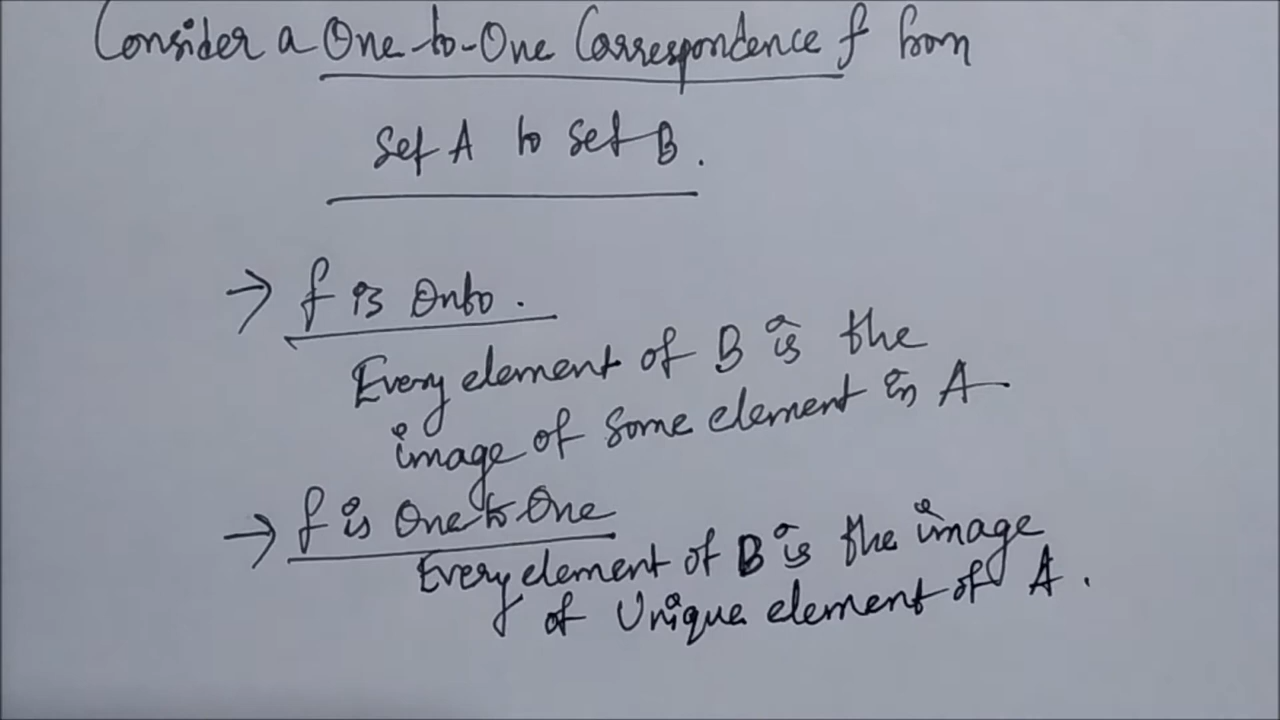 Consider a One-to-One Correspondence f from
set A to set B.
→ f is Onto.
Every element of B is the
image of some element in A
→ f is One to One
Every element of B is the image
of Unique element of A.